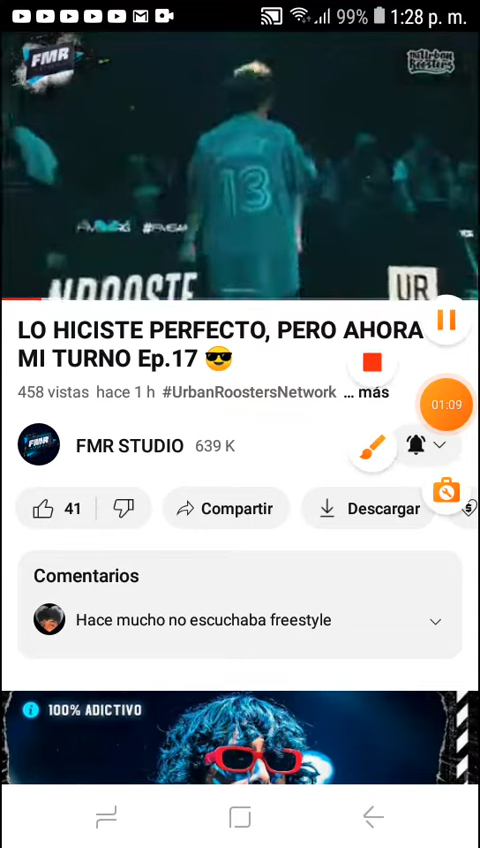 99% 1:28 p. m.
FMR
Urban
Roosters
13
NROOSTE
UR
LO HICISTE PERFECTO, PERO AHORA
MI TURNO Ep.17 😎
458 vistas hace 1 h #UrbanRoostersNetwork ... más
01:09
FMR STUDIO 639 K
41 Compartir Descargar
Comentarios
Hace mucho no escuchaba freestyle
100% ADICTIVO